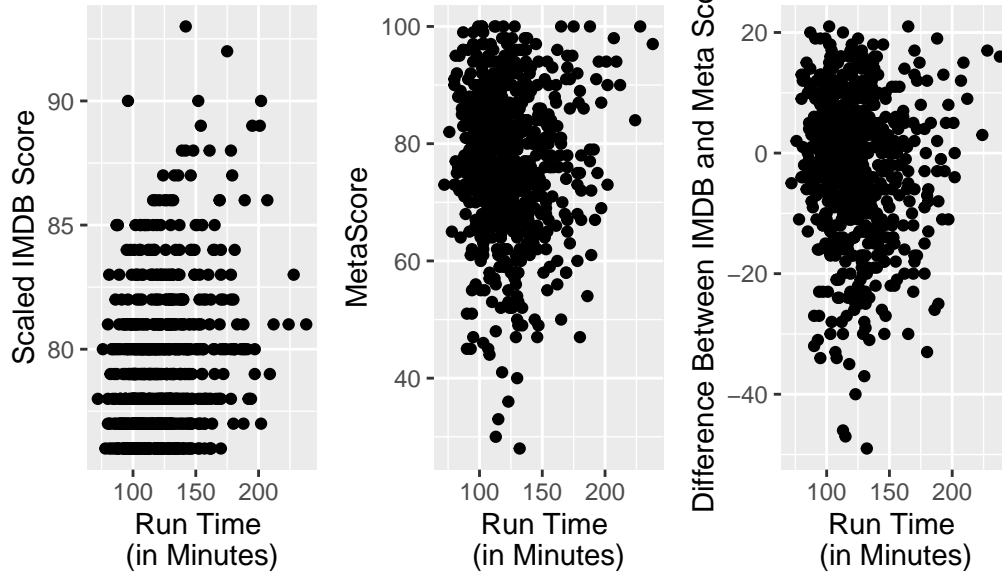 Scaled IMDB Score
90
85
80
100
150
200
Run Time
(in Minutes)
MetaScore
100
80
60
40
100
150
200
Run Time
(in Minutes)
Difference Between IMDB and Meta Sco
20
0
−20
−40
100
150
200
Run Time
(in Minutes)